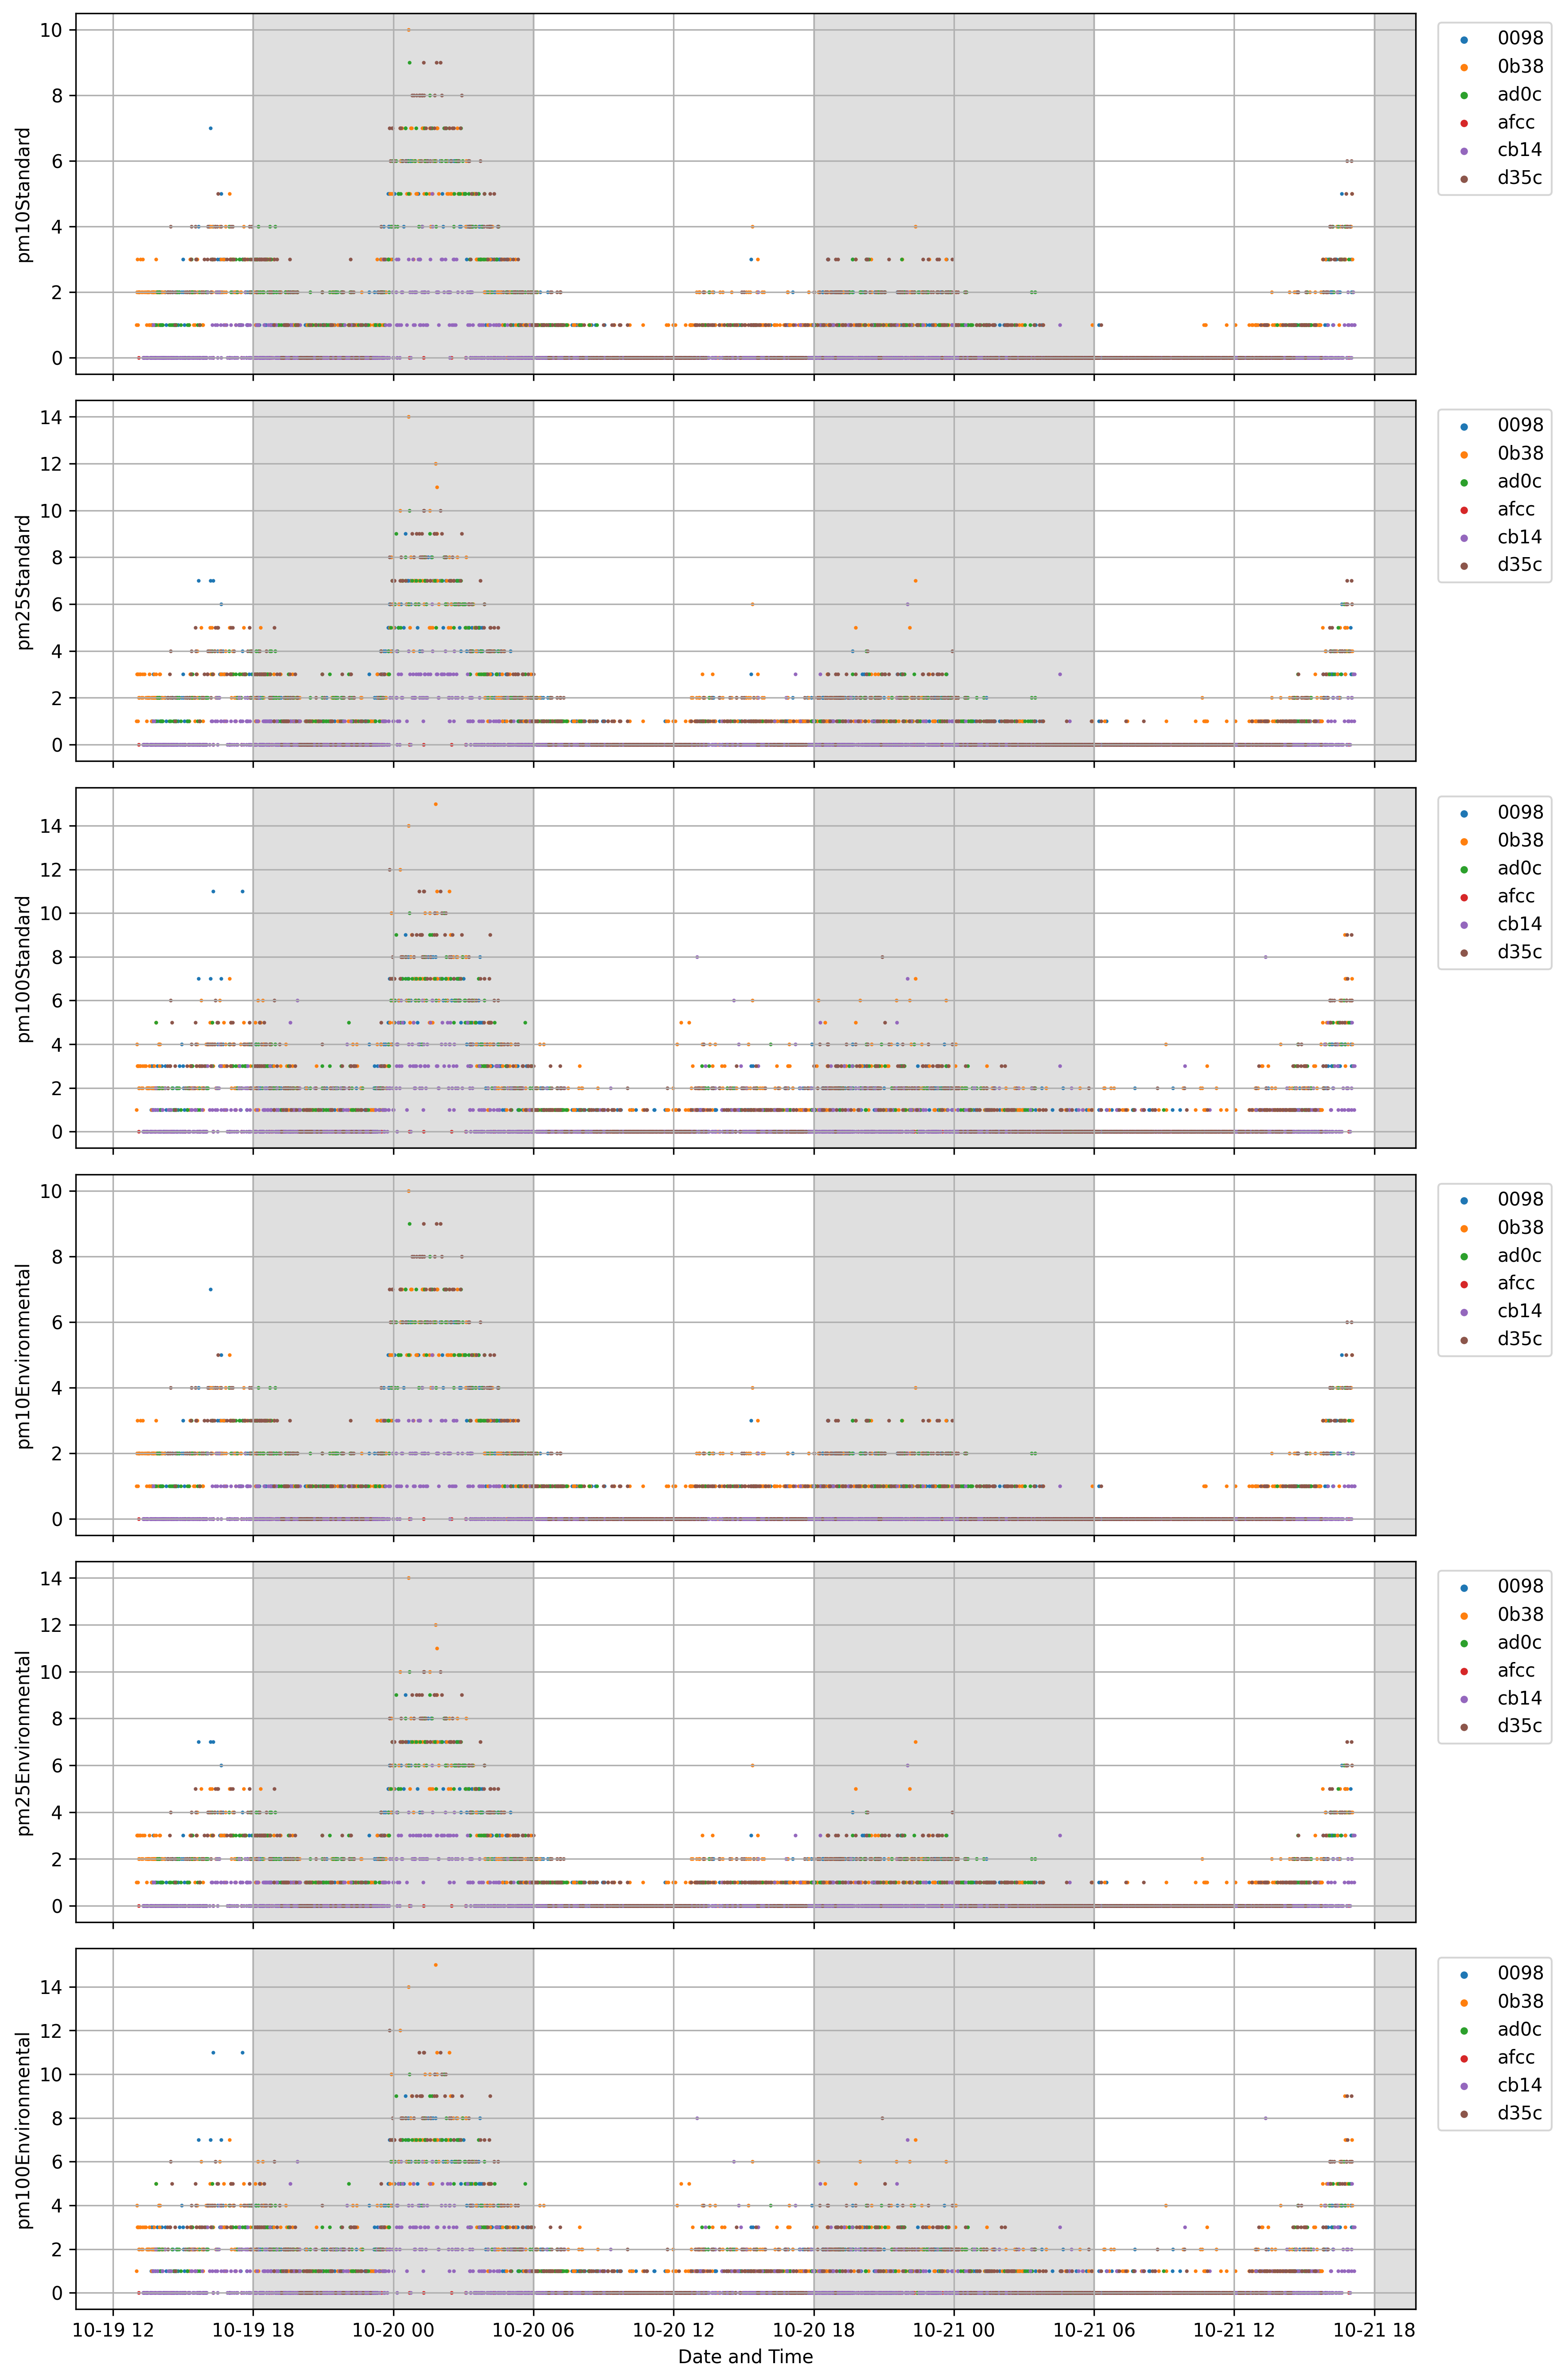 pm10Standard
10
8
6
4
2
0
0098
0b38
ad0c
afcc
cb14
d35c
pm25Standard
14
12
10
8
6
4
2
0
0098
0b38
ad0c
afcc
cb14
d35c
pm100Standard
14
12
10
8
6
4
2
0
0098
0b38
ad0c
afcc
cb14
d35c
pm10Environmental
10
8
6
4
2
0
0098
0b38
ad0c
afcc
cb14
d35c
pm25Environmental
14
12
10
8
6
4
2
0
0098
0b38
ad0c
afcc
cb14
d35c
pm100Environmental
14
12
10
8
6
4
2
0
0098
0b38
ad0c
afcc
cb14
d35c
10-19 12 10-19 18 10-20 00 10-20 06 10-20 12 10-20 18 10-21 00 10-21 06 10-21 12 10-21 18
Date and Time